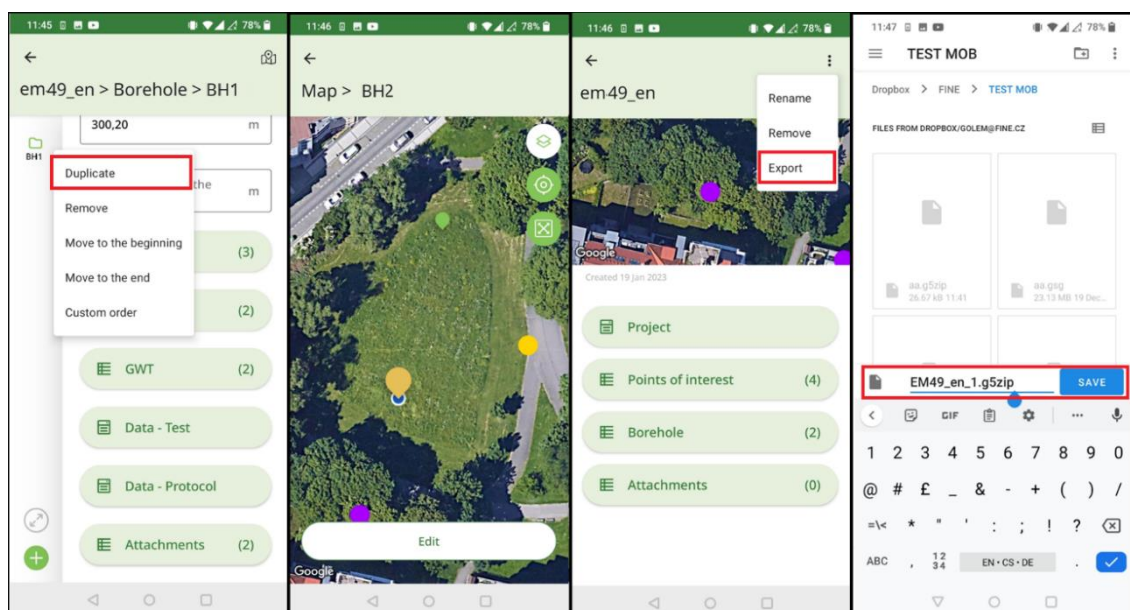 11:45
78%
em49_en > Borehole > BH1
300,20 m
BH1
the m
Duplicate
Remove
Move to the beginning
Move to the end
Custom order
(3)
(2)
GWT (2)
Data - Test
Data - Protocol
Attachments (2)
11:46
78%
Map > BH2
Edit
Google
11:46
78%
em49_en
Rename
Remove
Export
Google
Created 19 Jan 2023
Project
Points of interest (4)
Borehole (2)
Attachments (0)
11:47
78%
TEST MOB
Dropbox > FINE > TEST MOB
FILES FROM DROPBOX/GOLEM@FINE.CZ
aa.g5zip
26.67 kB 11:41
aa.gsg
23.13 MB 19 Dec...
EM49_en_1.g5zip SAVE
GIF
1 2 3 4 5 6 7 8 9 0
@ # £ _ & - + ( ) /
=\< * " ' : ; ! ?
ABC , 12 34 EN • CS • DE .